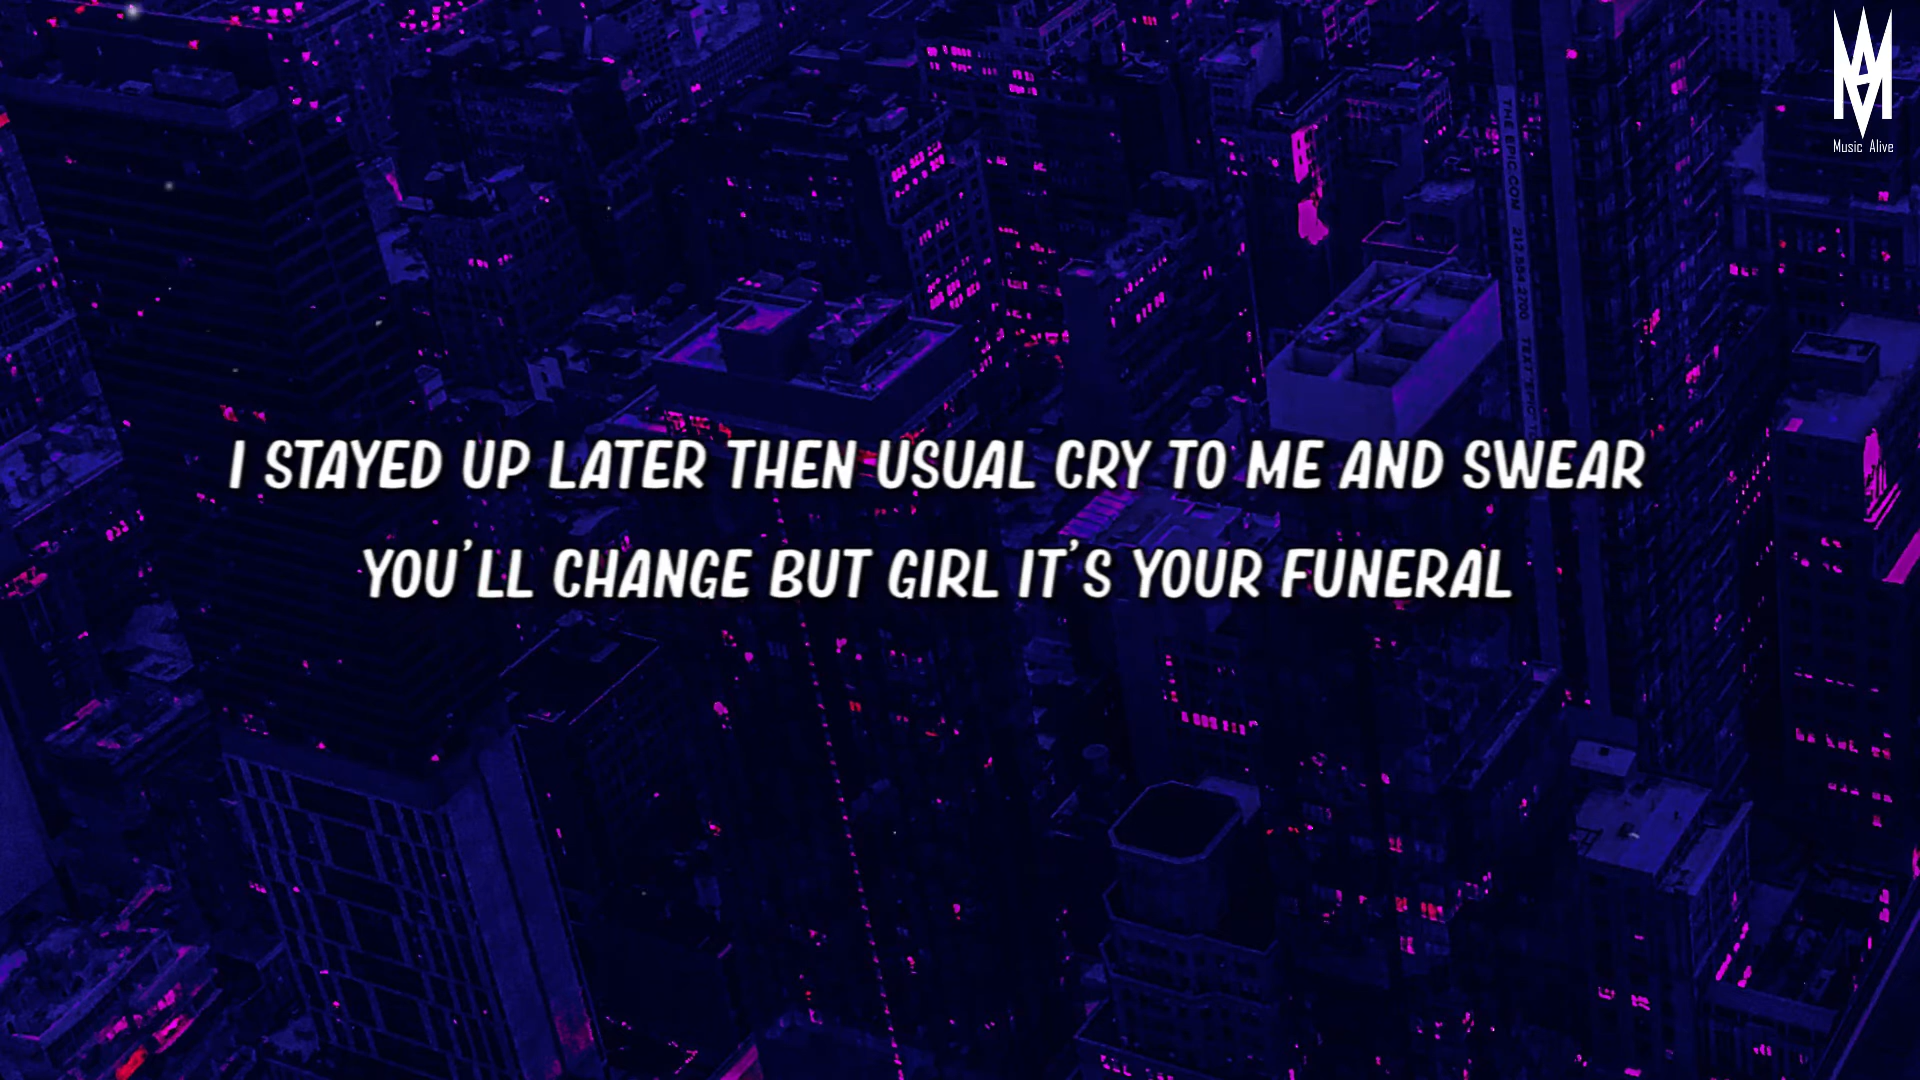 I STAYED UP LATER THEN USUAL CRY TO ME AND SWEAR
YOU'LL CHANGE BUT GIRL IT'S YOUR FUNERAL
Music Alive